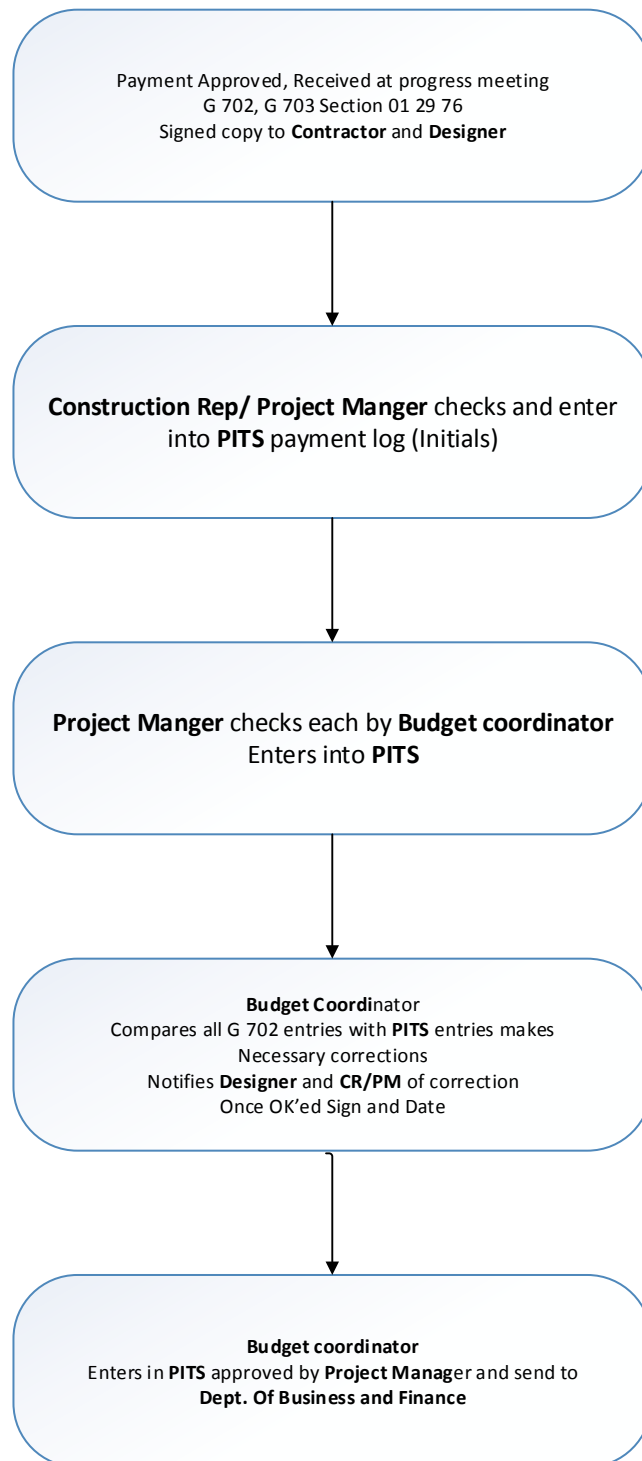 Payment Approved, Received at progress meeting
G 702, G 703 Section 01 29 76
Signed copy to Contractor and Designer
Construction Rep/ Project Manger checks and enter
into PITS payment log (Initials)
Project Manger checks each by Budget coordinator
Enters into PITS
Budget Coordinator
Compares all G 702 entries with PITS entries makes
Necessary corrections
Notifies Designer and CR/PM of correction
Once OK’ed Sign and Date
Budget coordinator
Enters in PITS approved by Project Manager and send to
Dept. Of Business and Finance